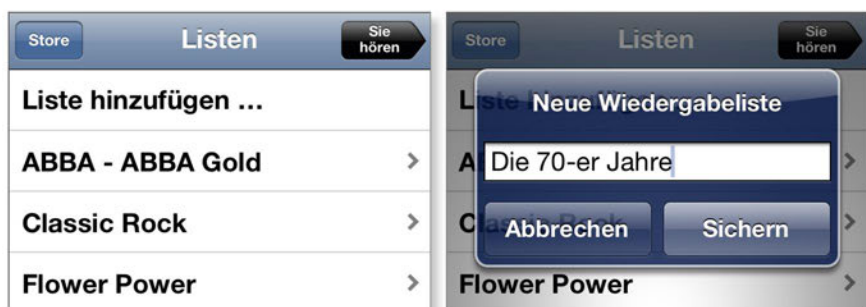 Store
Listen
Sie
hören
Liste hinzufügen ...
ABBA - ABBA Gold
Classic Rock
Flower Power
Store
Listen
Sie
hören
Neue Wiedergabeliste
Die 70-er Jahre
Abbrechen
Sichern
Flower Power